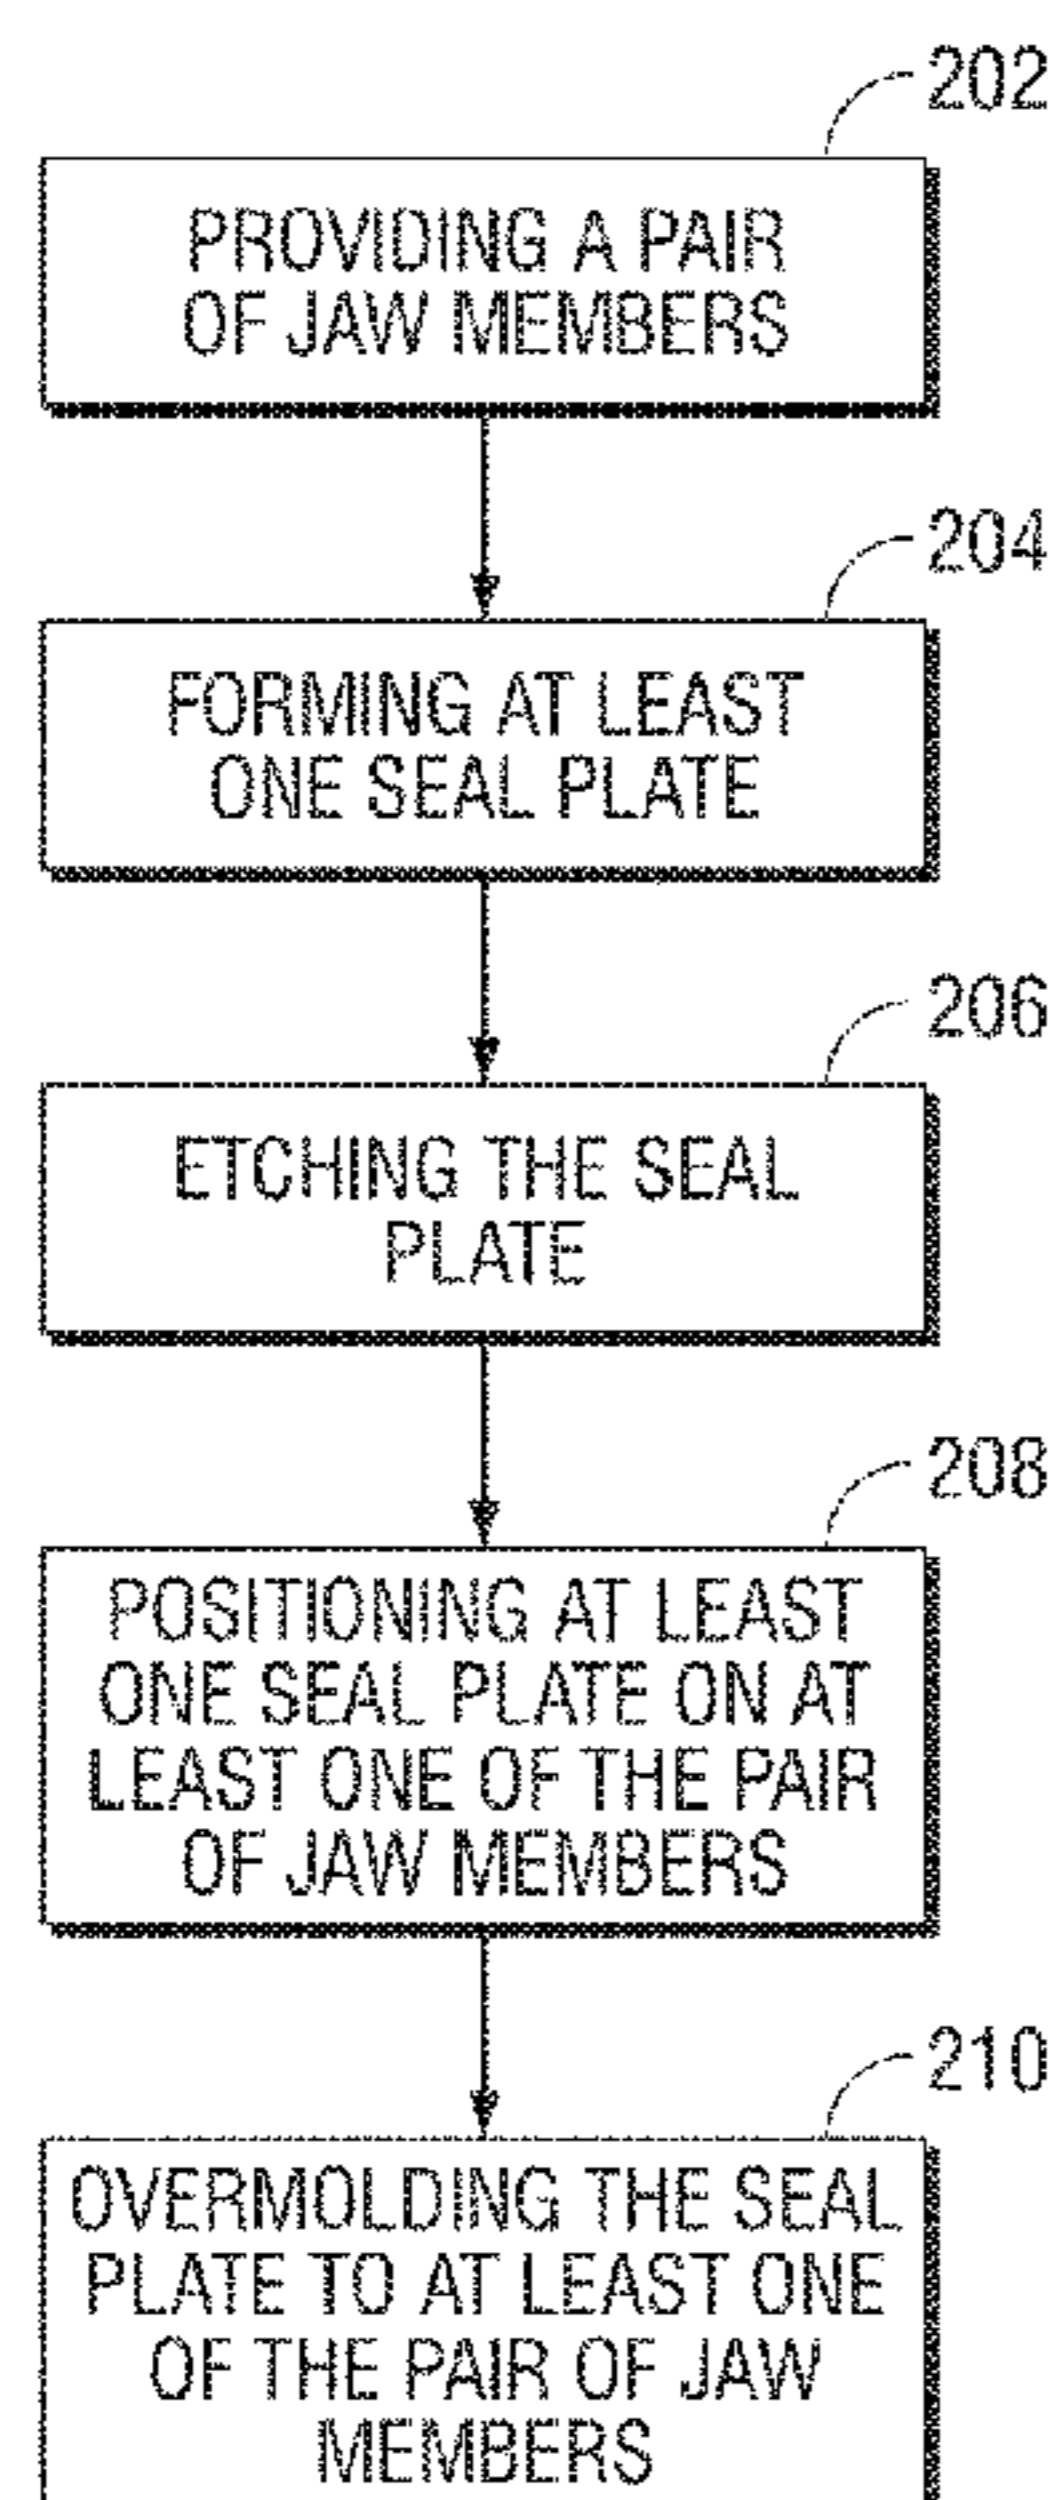 202
PROVIDING A PAIR
OF JAW MEMBERS
204
FORMING AT LEAST
ONE SEAL PLATE
206
ETCHING THE SEAL
PLATE
208
POSITIONING AT LEAST
ONE SEAL PLATE ON AT
LEAST ONE OF THE PAIR
OF JAW MEMBERS
210
OVERMOLDING THE SEAL
PLATE TO AT LEAST ONE
OF THE PAIR OF JAW
MEMBERS